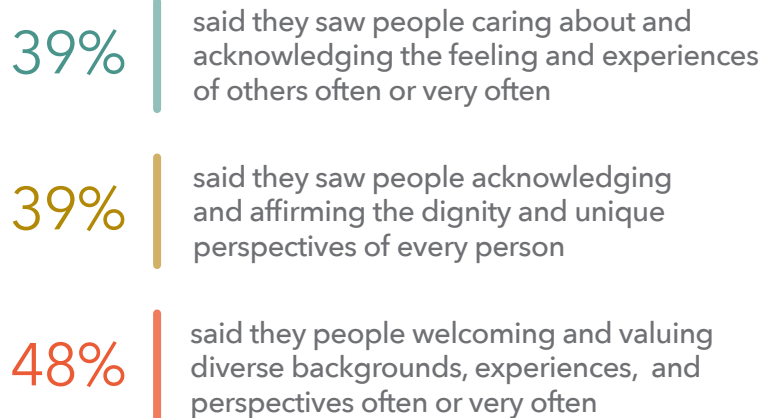 39%
said they saw people caring about and
acknowledging the feeling and experiences
of others often or very often
39%
said they saw people acknowledging
and affirming the dignity and unique
perspectives of every person
48%
said they people welcoming and valuing
diverse backgrounds, experiences,  and
perspectives often or very often